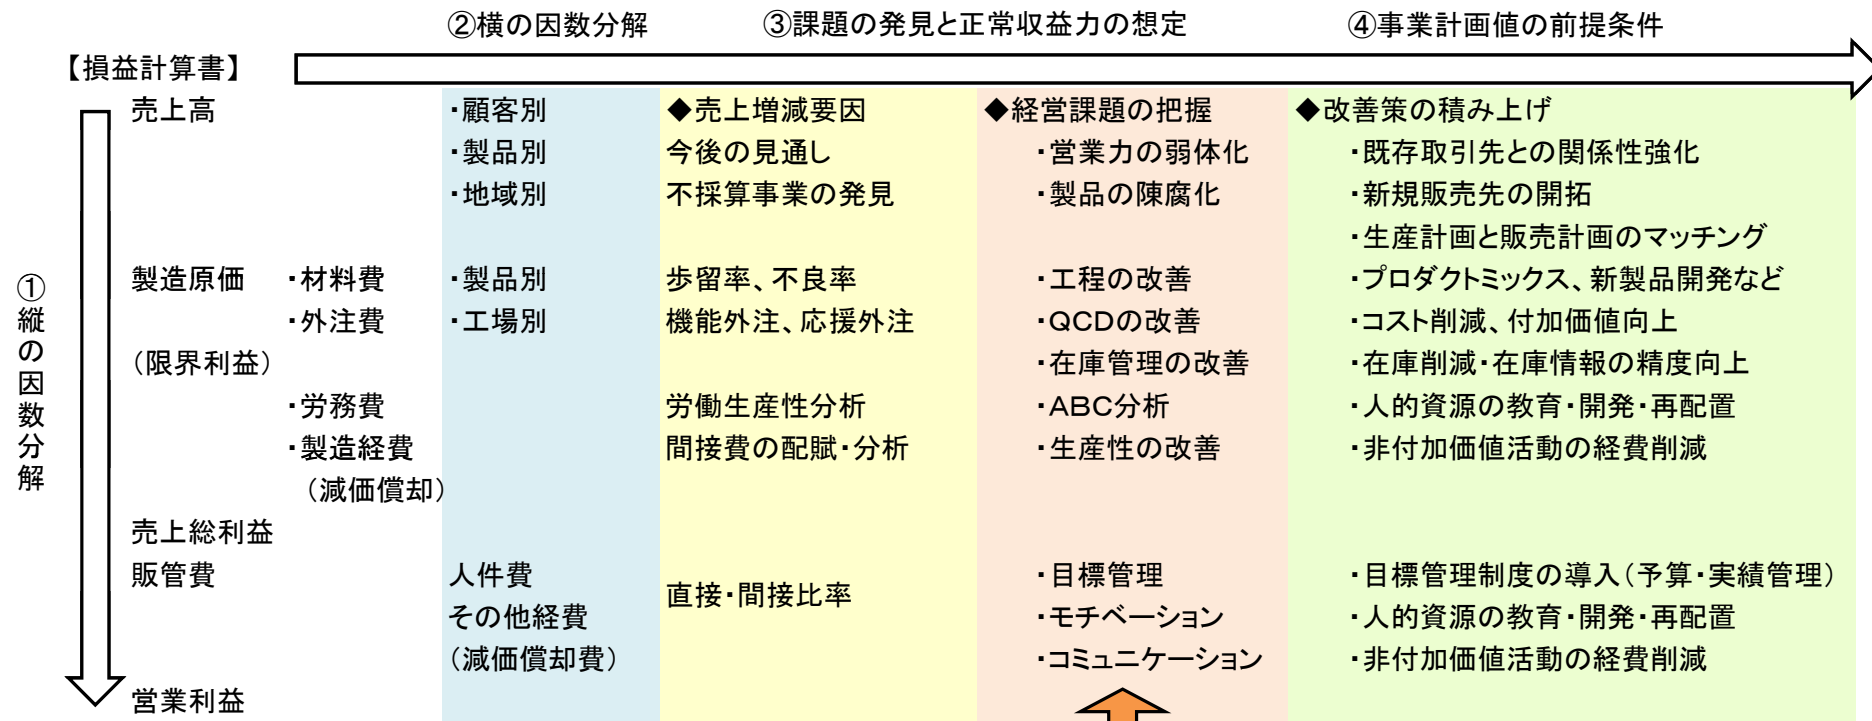 ②横の因数分解 ③課題の発見と正常収益力の想定 ④事業計画値の前提条件
【損益計算書】
売上高 ・顧客別 ◆売上増減要因 ◆経営課題の把握 ◆改善策の積み上げ
・製品別 今後の見通し ・営業力の弱体化 ・既存取引先との関係性強化
・地域別 不採算事業の発見 ・製品の陳腐化 ・新規販売先の開拓
・生産計画と販売計画のマッチング
①縦の因数分解
製造原価 ・材料費 ・製品別 歩留率、不良率 ・工程の改善 ・プロダクトミックス、新製品開発など
・外注費 ・工場別 機能外注、応援外注 ・QCDの改善 ・コスト削減、付加価値向上
(限界利益) ・在庫管理の改善 ・在庫削減・在庫情報の精度向上
・労務費 労働生産性分析 ・ABC分析 ・人的資源の教育・開発・再配置
・製造経費 間接費の配賦・分析 ・生産性の改善 ・非付加価値活動の経費削減
(減価償却)
売上総利益
販管費 人件費 直接・間接比率 ・目標管理 ・目標管理制度の導入(予算・実績管理)
その他経費 ・モチベーション ・人的資源の教育・開発・再配置
(減価償却費) ・コミュニケーション ・非付加価値活動の経費削減
営業利益